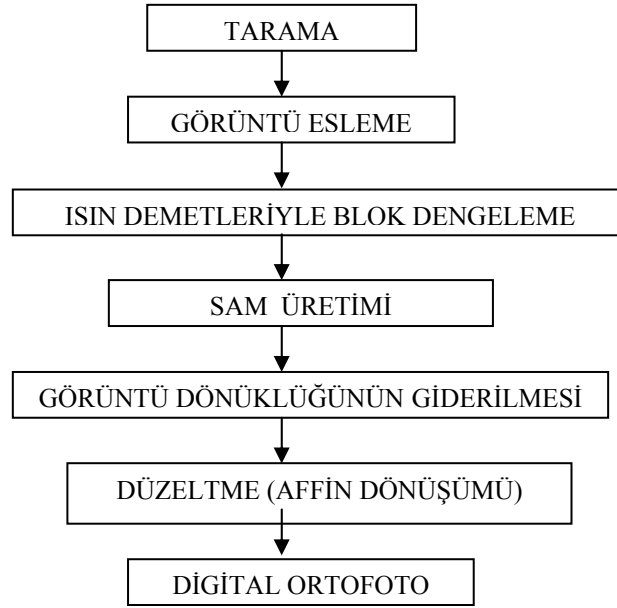 TARAMA
GÖRÜNTÜ ESLEME
ISIN DEMETLERİYLE BLOK DENGELEME
SAM ÜRETİMİ
GÖRÜNTÜ DÖNÜKLÜĞÜNÜN GİDERİLMESİ
DÜZELTME (AFFİN DÖNÜŞÜMÜ)
DİGİTAL ORTOFOTO